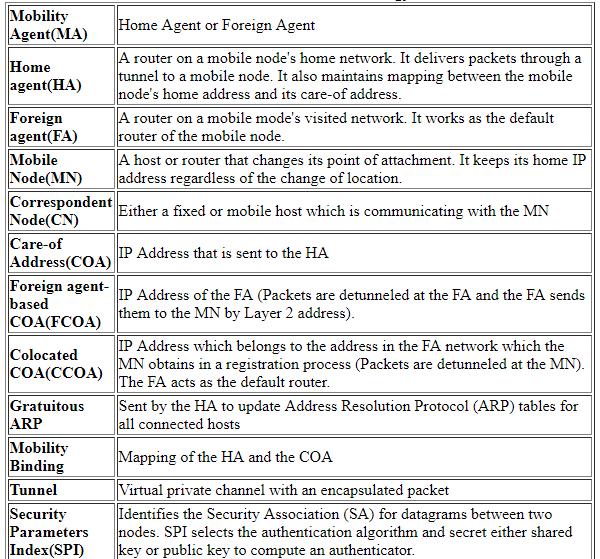 Mobility
Agent(MA)
Home Agent or Foreign Agent
Home
agent(HA)
A router on a mobile node's home network. It delivers packets through a
tunnel to a mobile node. It also maintains mapping between the mobile
node's home address and its care-of address.
Foreign
agent(FA)
A router on a mobile mode's visited network. It works as the default
router of the mobile node.
Mobile
Node(MN)
A host or router that changes its point of attachment. It keeps its home IP
address regardless of the change of location.
Correspondent
Node(CN)
Either a fixed or mobile host which is communicating with the MN
Care-of
Address(COA)
IP Address that is sent to the HA
Foreign agent-
based
COA(FCOA)
IP Address of the FA (Packets are detunneled at the FA and the FA sends
them to the MN by Layer 2 address).
Colocated
COA(CCOA)
IP Address which belongs to the address in the FA network which the
MN obtains in a registration process (Packets are detunneled at the MN).
The FA acts as the default router.
Gratuitous
ARP
Sent by the HA to update Address Resolution Protocol (ARP) tables for
all connected hosts
Mobility
Binding
Mapping of the HA and the COA
Tunnel
Virtual private channel with an encapsulated packet
Security
Parameters
Index(SPI)
Identifies the Security Association (SA) for datagrams between two
nodes. SPI selects the authentication algorithm and secret either shared
key or public key to compute an authenticator.